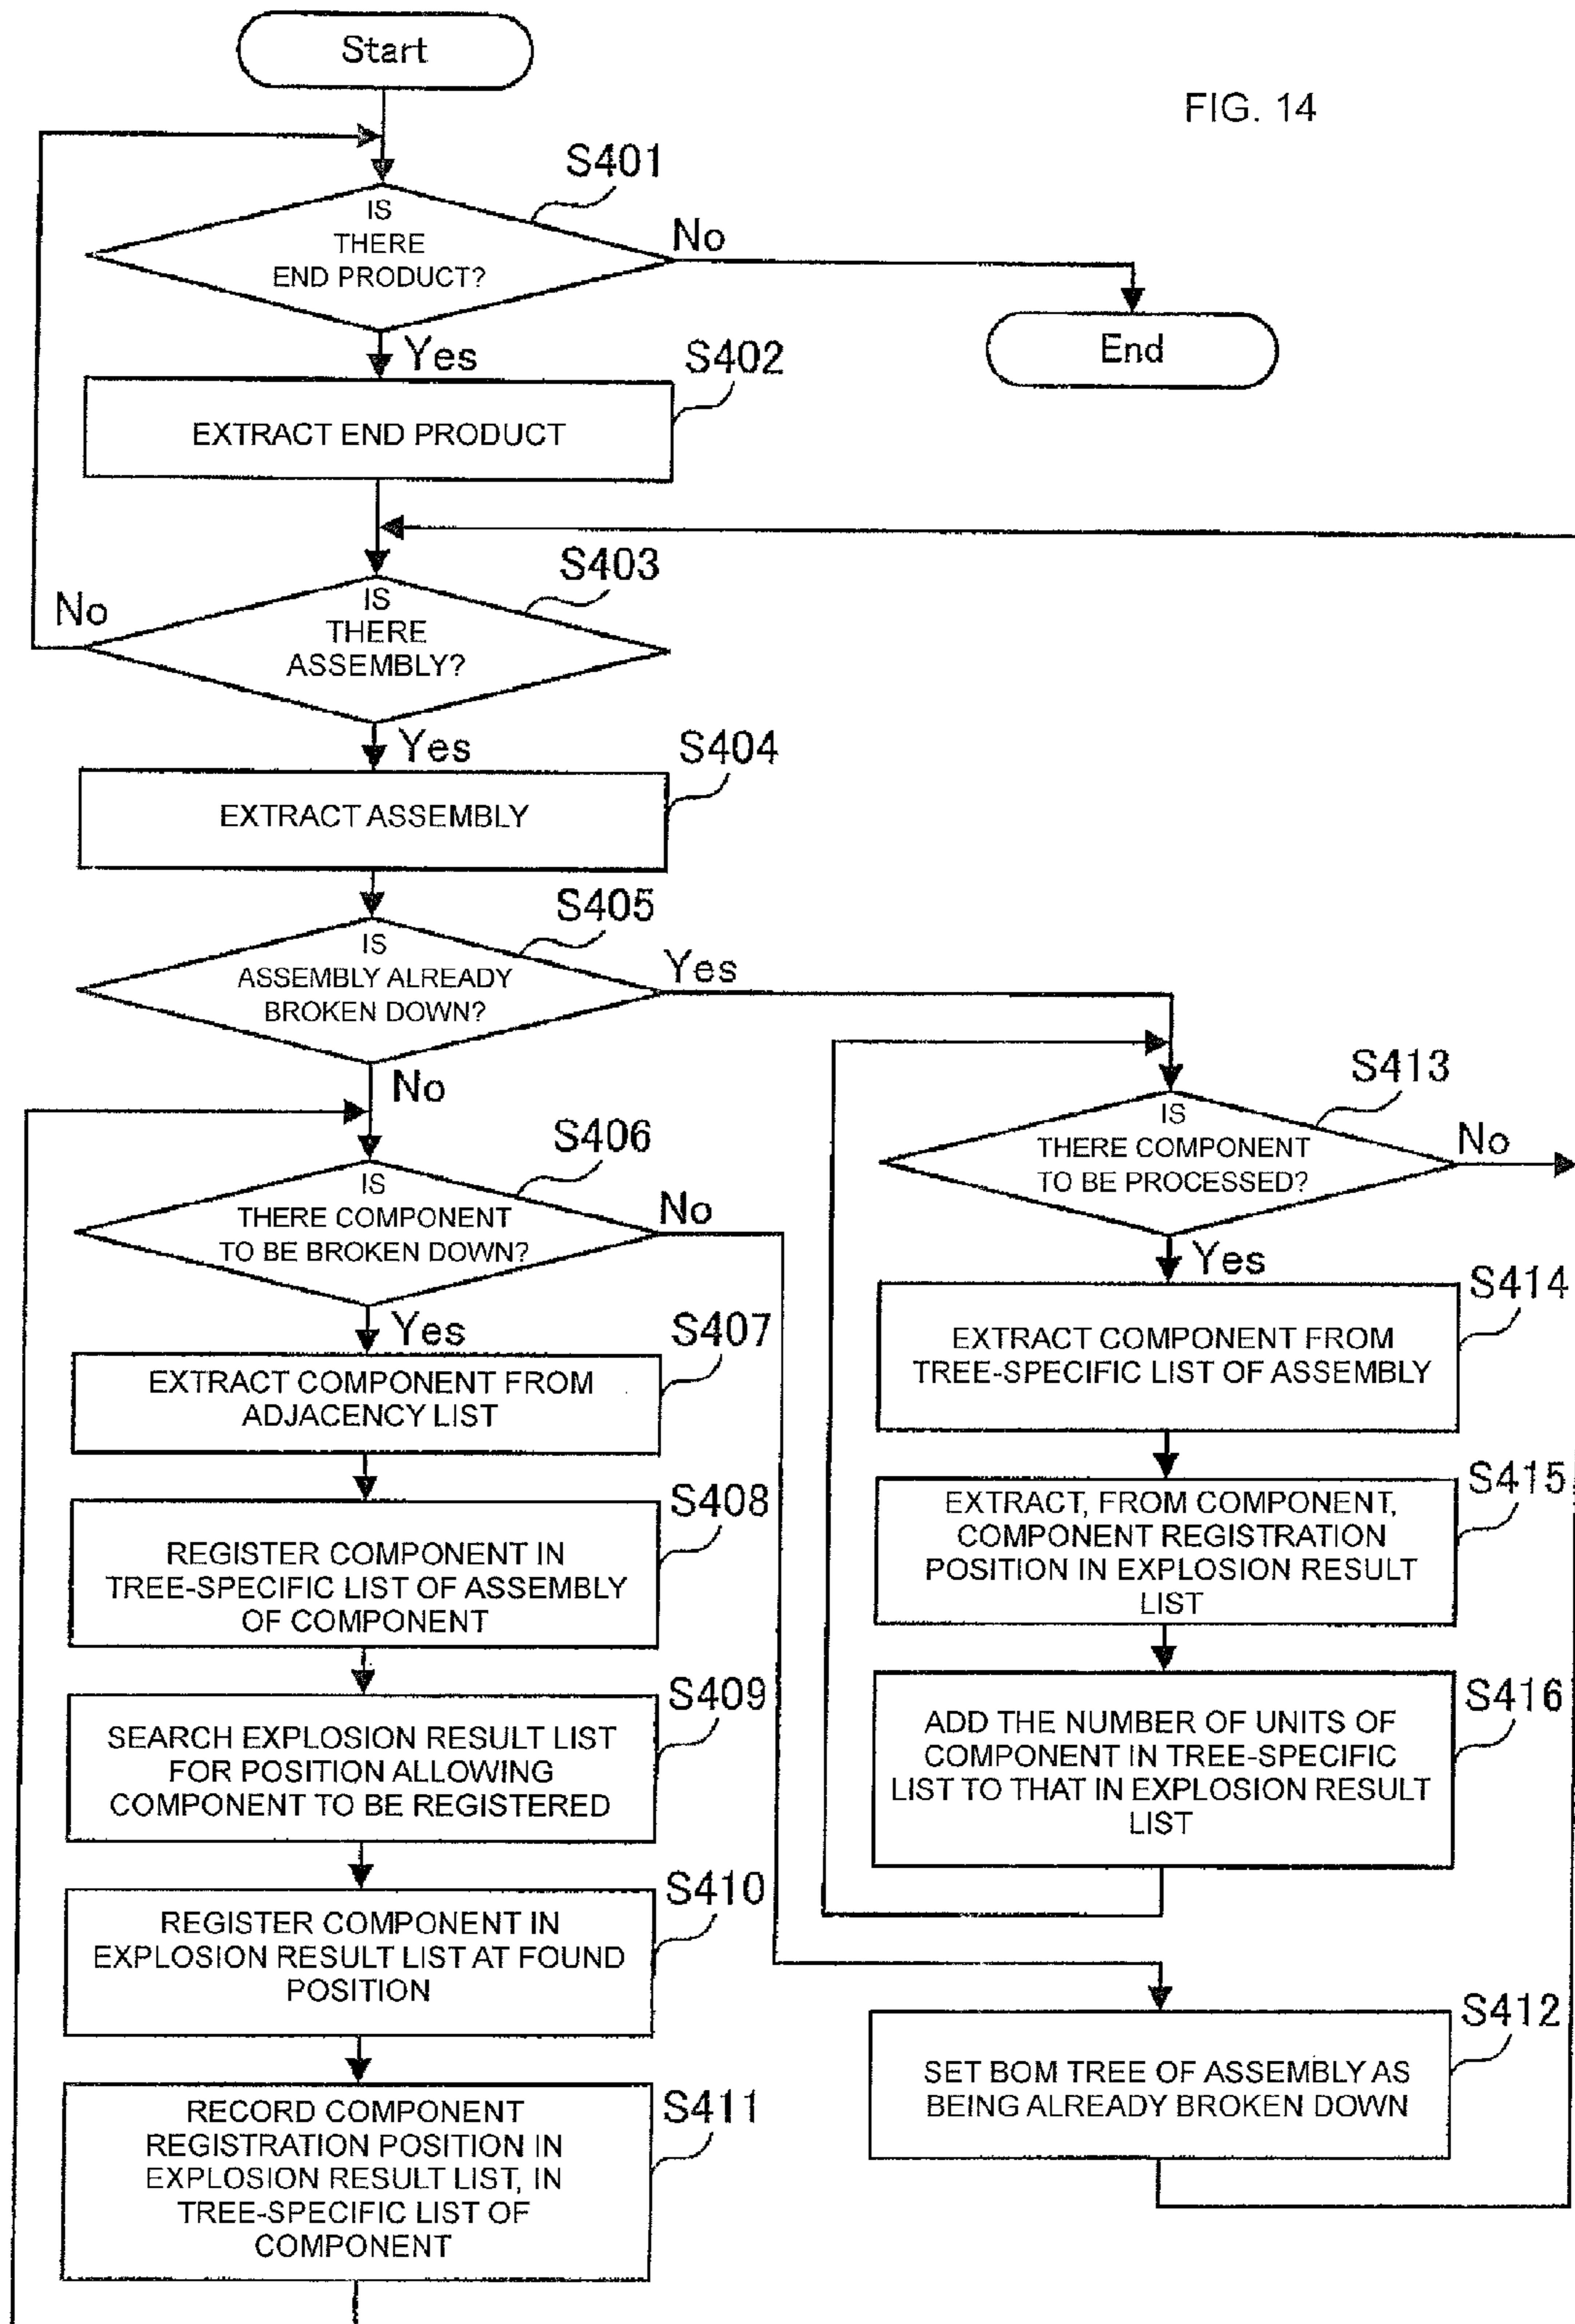 Start
FIG. 14
S401
IS
THERE
END PRODUCT?
No
End
Yes
S402
EXTRACT END PRODUCT
S403
No
IS
THERE
ASSEMBLY?
Yes
S404
EXTRACT ASSEMBLY
S405
IS
ASSEMBLY ALREADY
BROKEN DOWN?
Yes
No
S406
IS
THERE COMPONENT
TO BE BROKEN DOWN?
No
Yes
S407
EXTRACT COMPONENT FROM
ADJACENCY LIST
S408
REGISTER COMPONENT IN
TREE-SPECIFIC LIST OF ASSEMBLY
OF COMPONENT
S409
SEARCH EXPLOSION RESULT LIST
FOR POSITION ALLOWING
COMPONENT TO BE REGISTERED
S410
REGISTER COMPONENT IN
EXPLOSION RESULT LIST AT FOUND
POSITION
S411
RECORD COMPONENT
REGISTRATION POSITION IN
EXPLOSION RESULT LIST, IN
TREE-SPECIFIC LIST OF
COMPONENT
S413
IS
THERE COMPONENT
TO BE PROCESSED?
No
Yes
S414
EXTRACT COMPONENT FROM
TREE-SPECIFIC LIST OF ASSEMBLY
S415
EXTRACT, FROM COMPONENT,
COMPONENT REGISTRATION
POSITION IN EXPLOSION RESULT
LIST
S416
ADD THE NUMBER OF UNITS OF
COMPONENT IN TREE-SPECIFIC
LIST TO THAT IN EXPLOSION RESULT
LIST
S412
SET BOM TREE OF ASSEMBLY AS
BEING ALREADY BROKEN DOWN